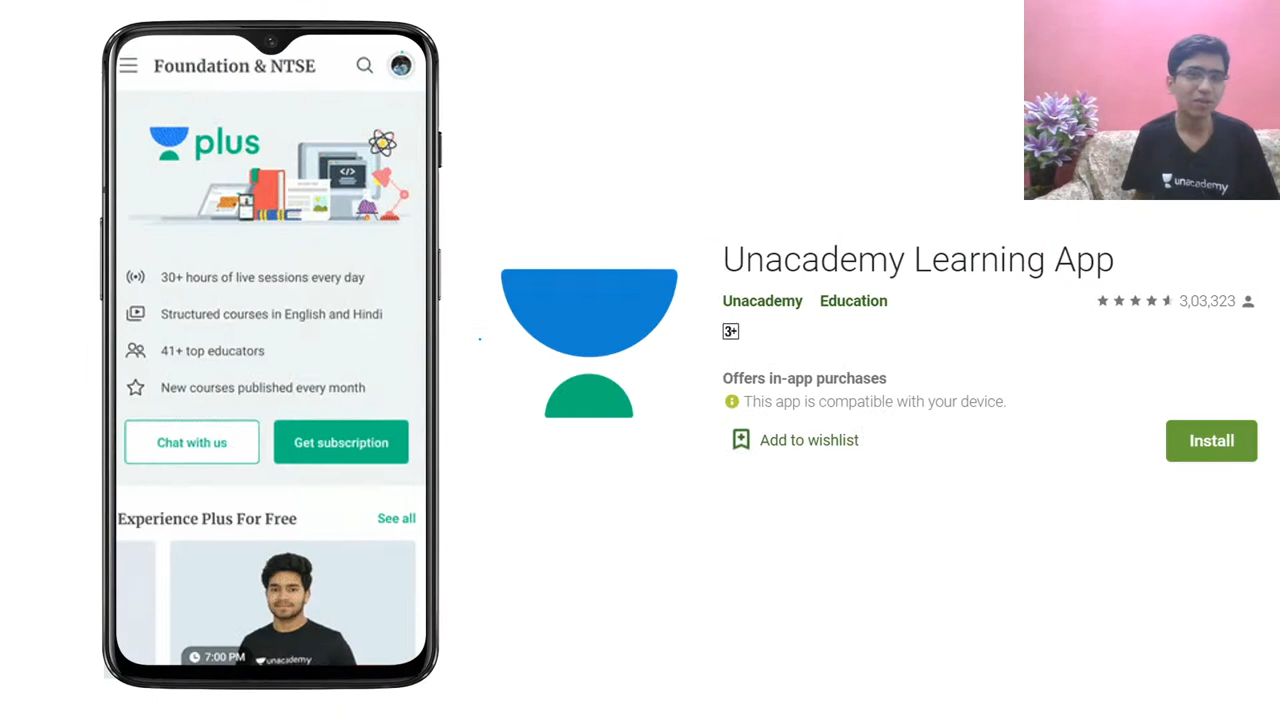 Foundation & NTSE
plus
</>
30+ hours of live sessions every day
Structured courses in English and Hindi
41+ top educators
New courses published every month
Chat with us
Get subscription
Experience Plus For Free
See all
7:00 PM
unacademy
unacademy
Unacademy Learning App
Unacademy Education
3,03,323
3+
Offers in-app purchases
This app is compatible with your device.
Add to wishlist
Install